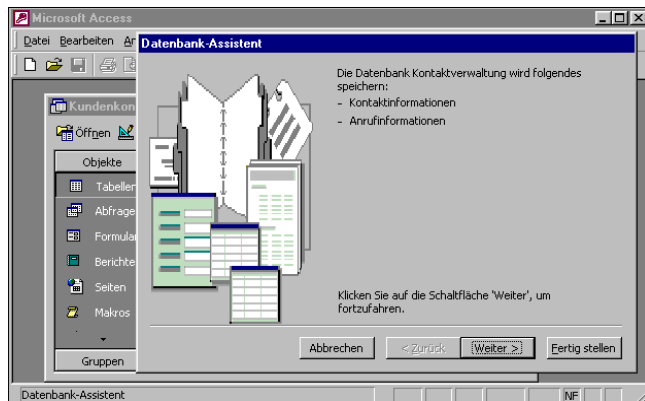 Microsoft Access
Datei Bearbeiten An
Datenbank-Assistent
Die Datenbank Kontaktverwaltung wird folgendes
speichern:
- Kontaktinformationen
- Anrufinformationen
Kundenkon
Öffnen
Objekte
Tabellen
Abfrage
Formular
Berichte
Seiten
Makros
Gruppen
Klicken Sie auf die Schaltfläche 'Weiter', um
fortzufahren.
Abbrechen < Zurück Weiter > Fertig stellen
Datenbank-Assistent NF